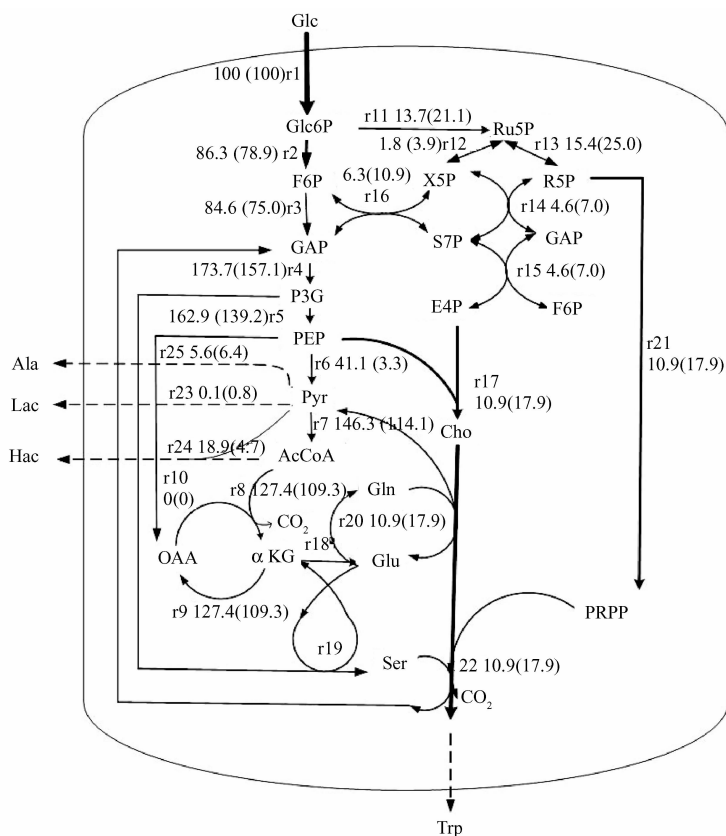 Glc
100 (100)r1
Glc6P
r11 13.7(21.1)
Ru5P
86.3 (78.9) r2
1.8 (3.9)r12
r13 15.4(25.0)
F6P
6.3(10.9)
r16
X5P
R5P
84.6 (75.0)r3
r14 4.6(7.0)
GAP
S7P
GAP
173.7(157.1)r4
r15 4.6(7.0)
P3G
E4P
F6P
162.9 (139.2)r5
PEP
r21
10.9(17.9)
Ala
r25 5.6(6.4)
r6 41.1 (3.3)
r17
10.9(17.9)
Lac
r23 0.1(0.8)
Pyr
r7 146.3 (114.1)
Cho
Hac
r24 18.9(4.7)
AcCoA
r10
0(0)
r8 127.4(109.3)
Gln
CO2
r20 10.9(17.9)
r18
OAA
α KG
Glu
r9 127.4(109.3)
PRPP
r19
Ser
22 10.9(17.9)
CO2
Trp